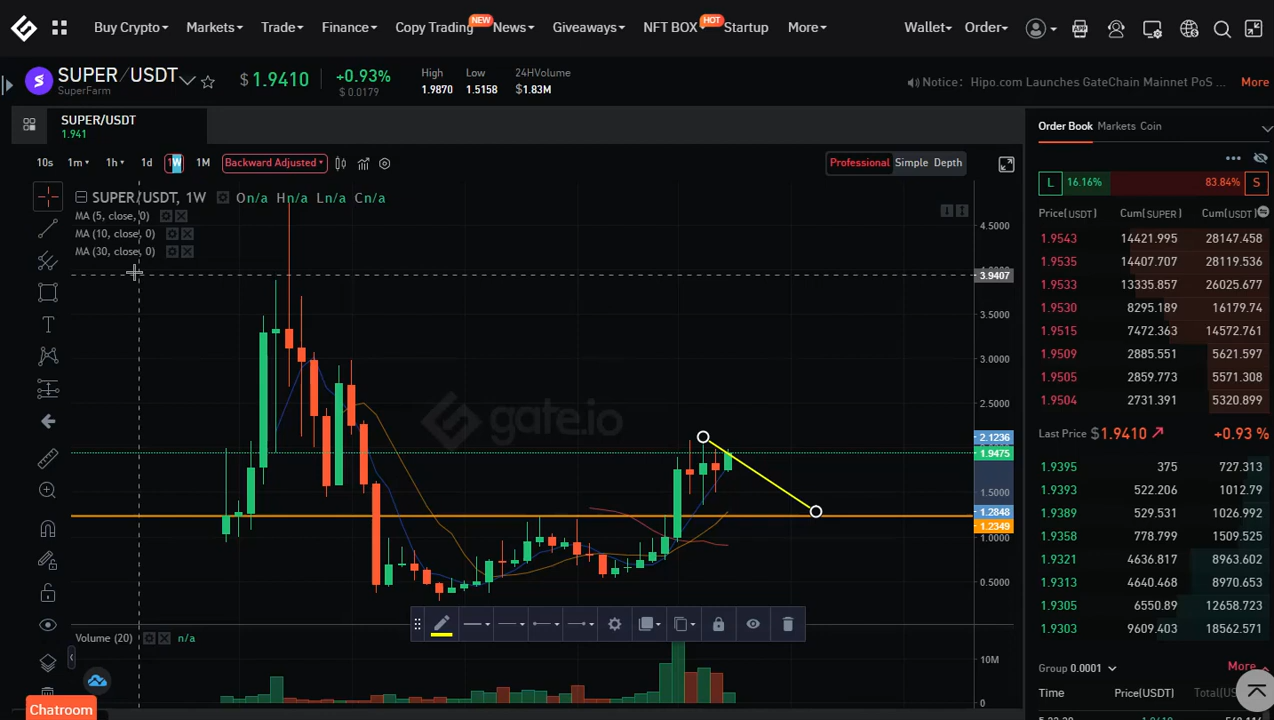 Buy Crypto Markets Trade Finance Copy Trading NEW News Giveaways NFT BOX HOT Startup More Wallet Order
SUPER/USDT
SuperFarm
$ 1.9410
+0.93%
$ 0.0179
High
1.9870
Low
1.5158
24HVolume
$1.83M
Notice : Hipo.com Launches GateChain Mainnet PoS ... More
SUPER/USDT
1.941
10s 1m 1h 1d 1W 1M Backward Adjusted Professional Simple Depth
SUPER/USDT, 1W On/a Hn/a Ln/a Cn/a
MA (5, close, 0)
MA (10, close, 0)
MA (30, close, 0)
4.5000
3.9407
3.5000
3.0000
2.5000
2.1236
1.9475
1.5000
1.2848
1.2349
1.0000
0.5000
gate.io
Volume (20) n/a
10M
0
Chatroom
Order Book Markets Coin
L 16.16% 83.84% S
Price(USDT) Cum(SUPER) Cum(USDT)
1.9543 14421.995 28147.458
1.9535 14407.707 28119.536
1.9533 13335.857 26025.677
1.9530 8295.189 16179.74
1.9515 7472.363 14572.761
1.9509 2885.551 5621.597
1.9505 2859.773 5571.308
1.9504 2731.391 5320.899
Last Price $1.9410 +0.93 %
1.9395 375 727.313
1.9393 522.206 1012.79
1.9389 529.531 1026.992
1.9358 778.799 1509.525
1.9321 4636.817 8963.602
1.9313 4640.468 8970.653
1.9305 6550.89 12658.723
1.9303 9609.403 18562.571
Group 0.0001 More
Time Price(USDT)